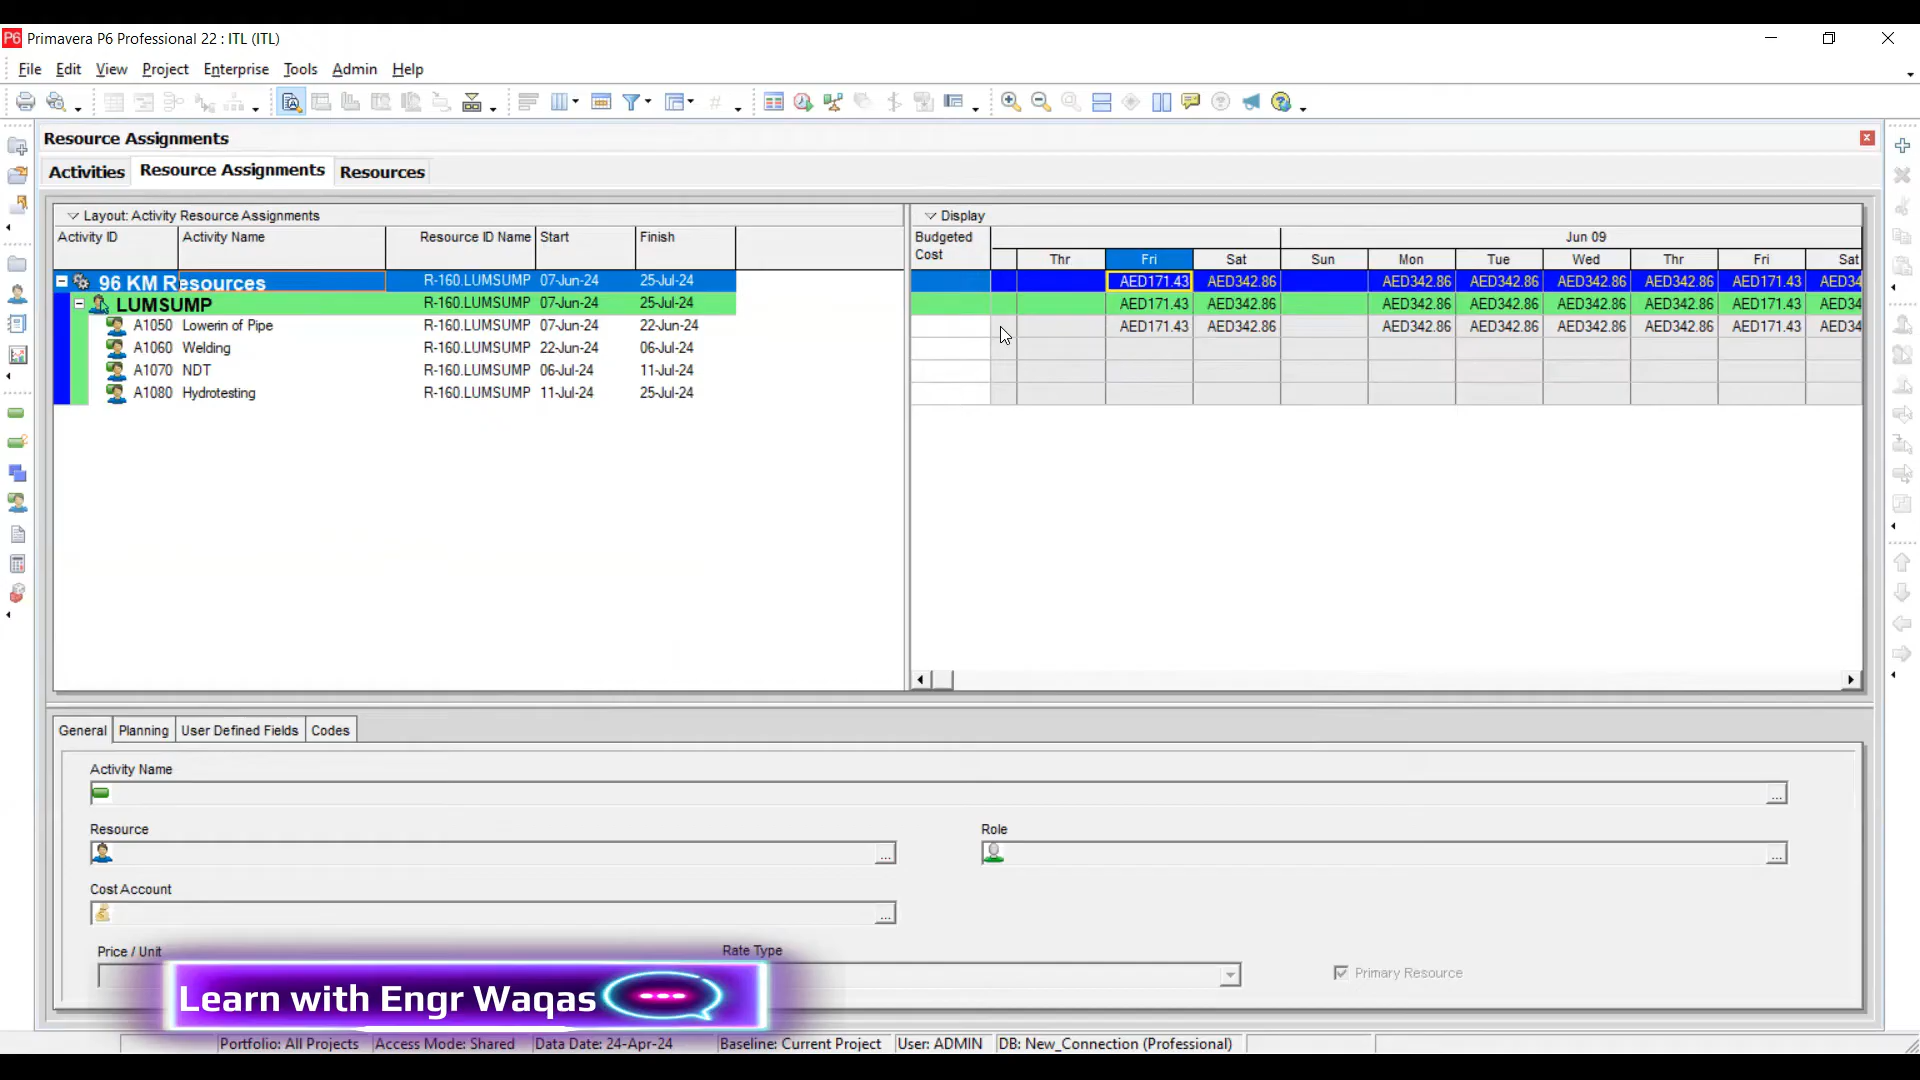 P6 Primavera P6 Professional 22 : ITL (ITL)
File Edit View Project Enterprise Tools Admin Help
Resource Assignments
Activities Resource Assignments Resources
Layout: Activity Resource Assignments
Activity ID Activity Name Resource ID Name Start Finish
96 KM Resources R-160.LUMSUMP 07-Jun-24 25-Jul-24
LUMSUMP R-160.LUMSUMP 07-Jun-24 25-Jul-24
A1050 Lowerin of Pipe R-160.LUMSUMP 07-Jun-24 22-Jun-24
A1060 Welding R-160.LUMSUMP 22-Jun-24 06-Jul-24
A1070 NDT R-160.LUMSUMP 06-Jul-24 11-Jul-24
A1080 Hydrotesting R-160.LUMSUMP 11-Jul-24 25-Jul-24
Display
Budgeted Cost Jun 09
Thr Fri Sat Sun Mon Tue Wed Thr Fri Sat
AED171.43 AED342.86 AED342.86 AED342.86 AED342.86 AED342.86 AED171.43 AED34
AED171.43 AED342.86 AED342.86 AED342.86 AED342.86 AED342.86 AED171.43 AED34
AED171.43 AED342.86 AED342.86 AED342.86 AED342.86 AED342.86 AED171.43 AED34
General Planning User Defined Fields Codes
Activity Name
Resource Role
Cost Account
Price / Unit Rate Type
Primary Resource
Learn with Engr Waqas
Portfolio: All Projects Access Mode: Shared Data Date: 24-Apr-24 Baseline: Current Project User: ADMIN DB: New_Connection (Professional)